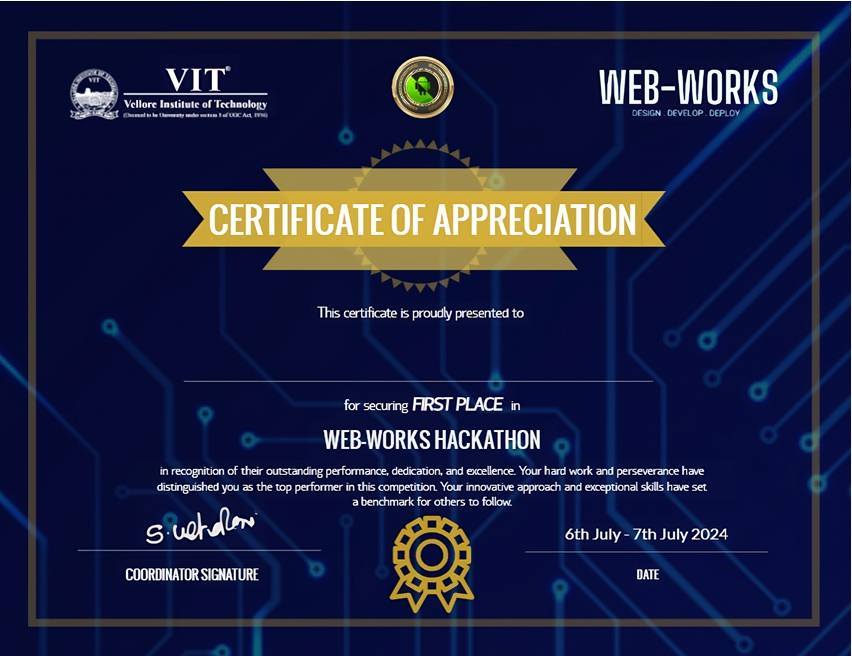 VIT®
Vellore Institute of Technology
(Deemed to be University under section 3 of UGC Act, 1956)
VIT
WEB-WORKS
DESIGN . DEVELOP . DEPLOY
CERTIFICATE OF APPRECIATION
This certificate is proudly presented to
for securing FIRST PLACE in
WEB-WORKS HACKATHON
in recognition of their outstanding performance, dedication, and excellence. Your hard work and perseverance have
distinguished you as the top performer in this competition. Your innovative approach and exceptional skills have set
a benchmark for others to follow.
6th July - 7th July 2024
COORDINATOR SIGNATURE
DATE